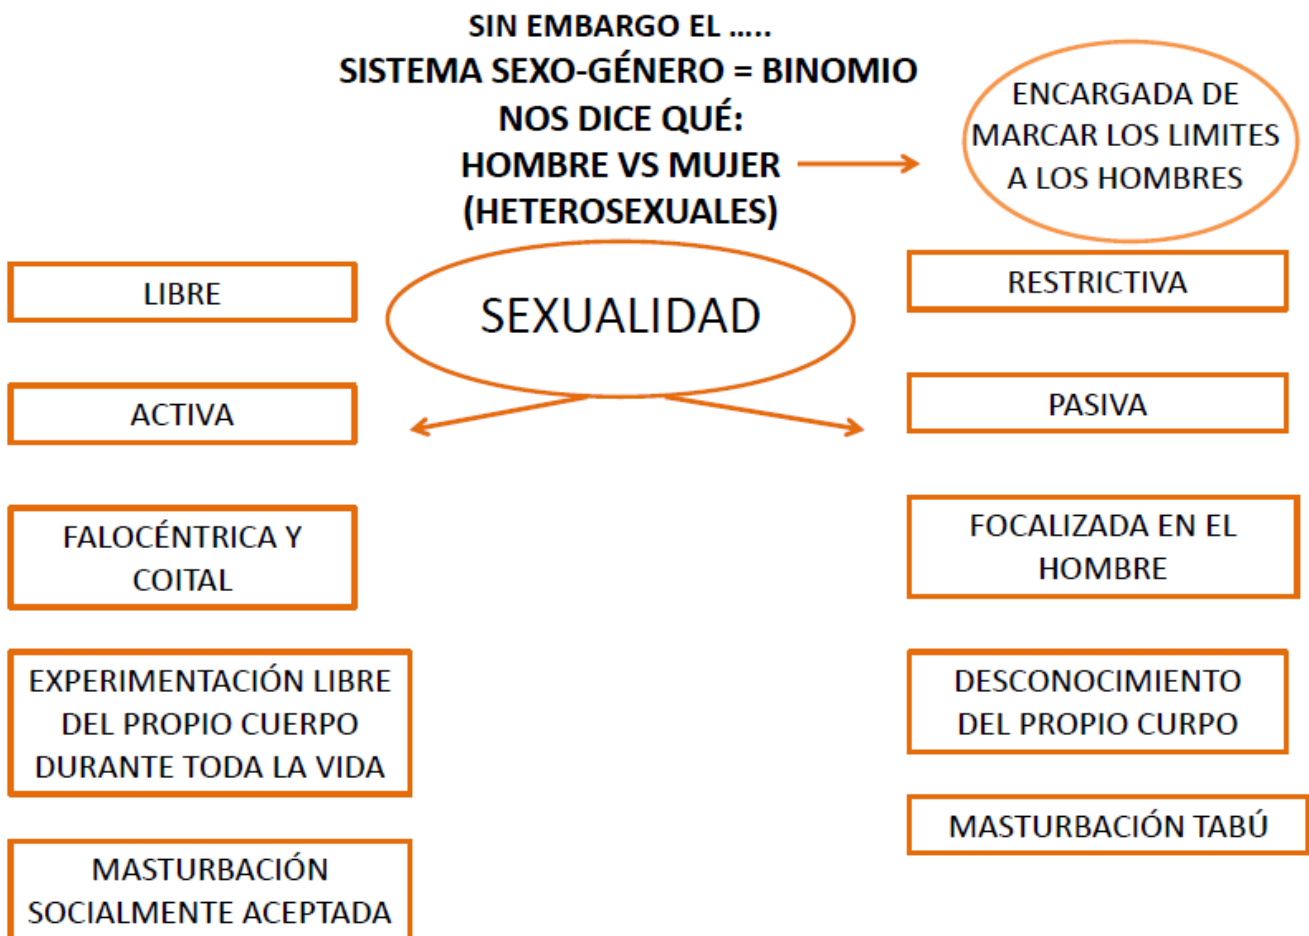 SIN EMBARGO EL .....
SISTEMA SEXO-GÉNERO = BINOMIO
NOS DICE QUÉ:
HOMBRE VS MUJER
(HETEROSEXUALES)
ENCARGADA DE
MARCAR LOS LIMITES
A LOS HOMBRES
SEXUALIDAD
LIBRE
ACTIVA
FALOCÉNTRICA Y
COITAL
EXPERIMENTACIÓN LIBRE
DEL PROPIO CUERPO
DURANTE TODA LA VIDA
MASTURBACIÓN
SOCIALMENTE ACEPTADA
RESTRICTIVA
PASIVA
FOCALIZADA EN EL
HOMBRE
DESCONOCIMIENTO
DEL PROPIO CURPO
MASTURBACIÓN TABÚ